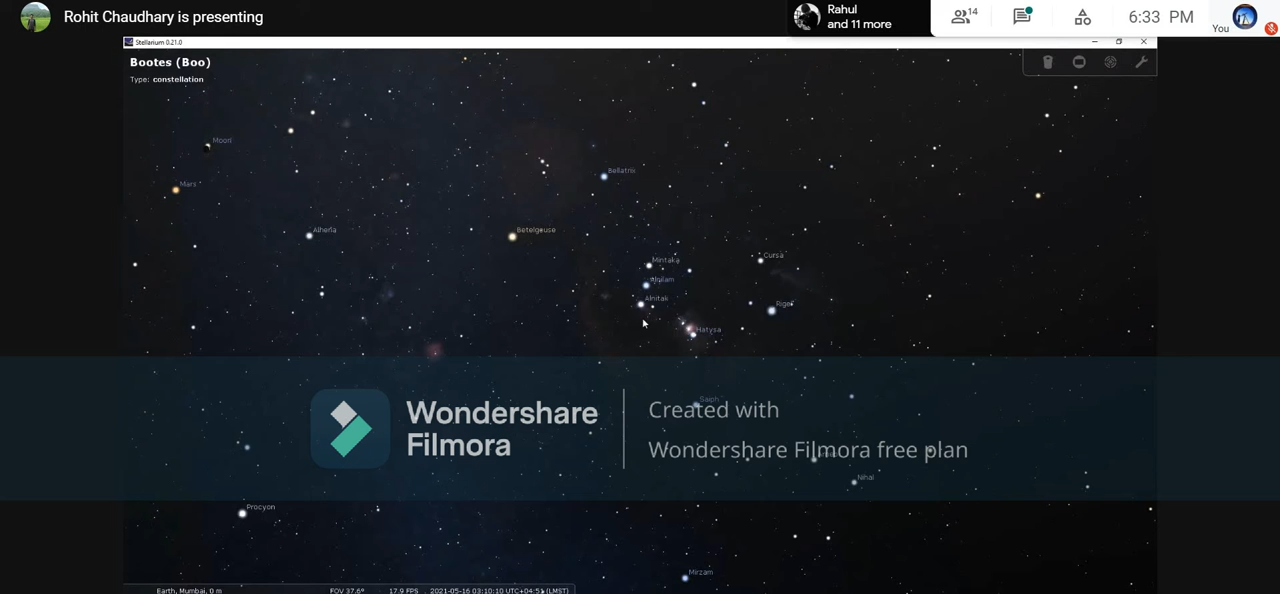 Rohit Chaudhary is presenting
Rahul
and 11 more
14
6:33 PM
You
Stellarium 0.21.0
Bootes (Boo)
Type: constellation
Moon
Mars
Bellatrix
Alhena
Betelgeuse
Mintaka
Cursa
Alnilam
Alnitak
Rigel
Hatysa
Saiph
Wondershare
Filmora
Created with
Wondershare Filmora free plan
Nihal
Procyon
Mirzam
Earth, Mumbai, 0 m
FOV 37.6°
17.9 FPS
2021-05-16 03:10:10 UTC+04:51 (LMST)